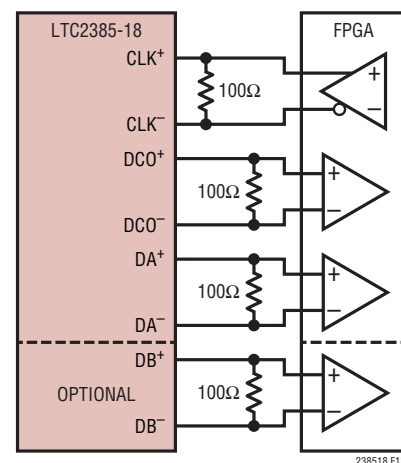 LTC2385-18
FPGA
CLK+
100Ω
+
−
CLK−
DCO+
100Ω
+
−
DCO−
DA+
100Ω
+
−
DA−
DB+
OPTIONAL
100Ω
+
−
DB−
238518 F1